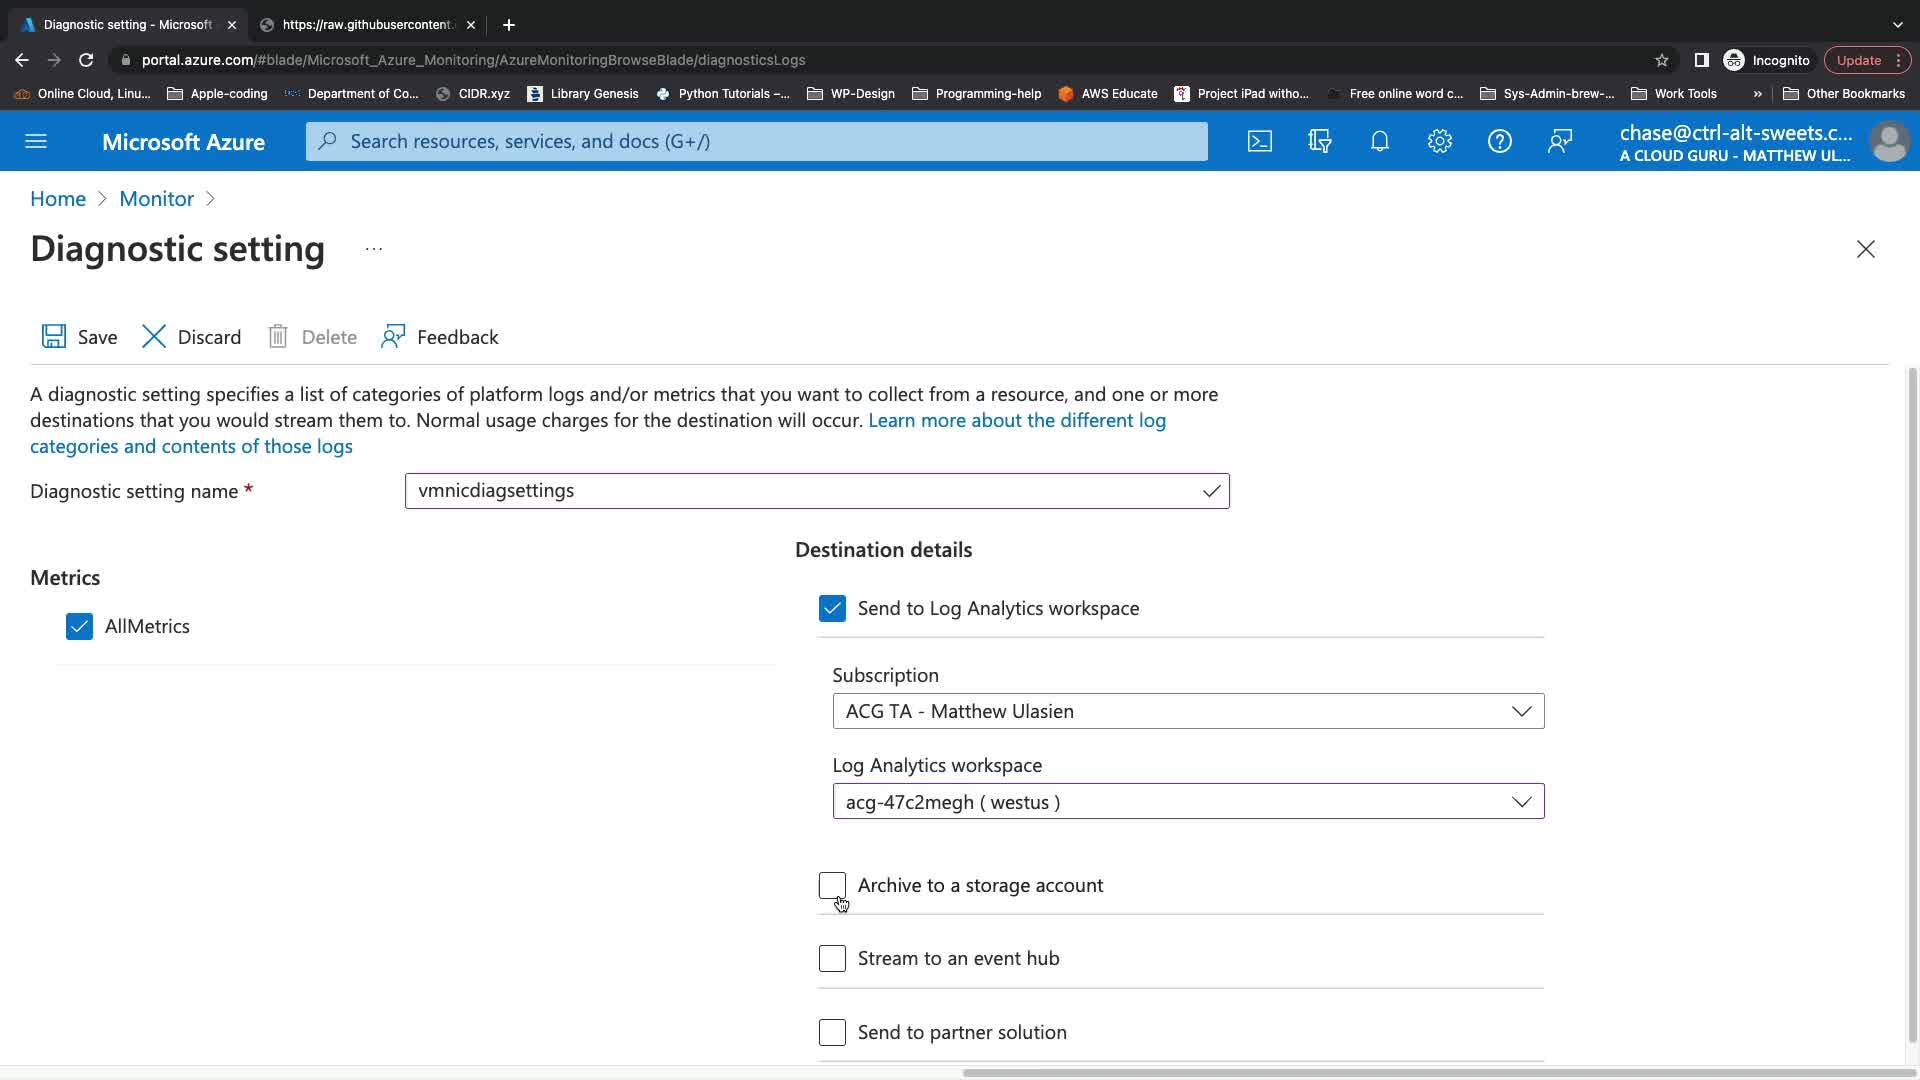 Diagnostic setting - Microsoft
https://raw.githubusercontent.
portal.azure.com/#blade/Microsoft_Azure_Monitoring/AzureMonitoringBrowseBlade/diagnosticsLogs
Incognito
Update
Online Cloud, Linu...
Apple-coding
Department of Co...
CIDR.xyz
Library Genesis
Python Tutorials –...
WP-Design
Programming-help
AWS Educate
Project iPad witho...
Free online word c...
Sys-Admin-brew-...
Work Tools
»
Other Bookmarks
Microsoft Azure
Search resources, services, and docs (G+/)
chase@ctrl-alt-sweets.c...
A CLOUD GURU - MATTHEW UL...
Home > Monitor >
Diagnostic setting ...
Save
Discard
Delete
Feedback
A diagnostic setting specifies a list of categories of platform logs and/or metrics that you want to collect from a resource, and one or more
destinations that you would stream them to. Normal usage charges for the destination will occur. Learn more about the different log
categories and contents of those logs
Diagnostic setting name *
vmnicdiagsettings
Metrics
AllMetrics
Destination details
Send to Log Analytics workspace
Subscription
ACG TA - Matthew Ulasien
Log Analytics workspace
acg-47c2megh ( westus )
Archive to a storage account
Stream to an event hub
Send to partner solution